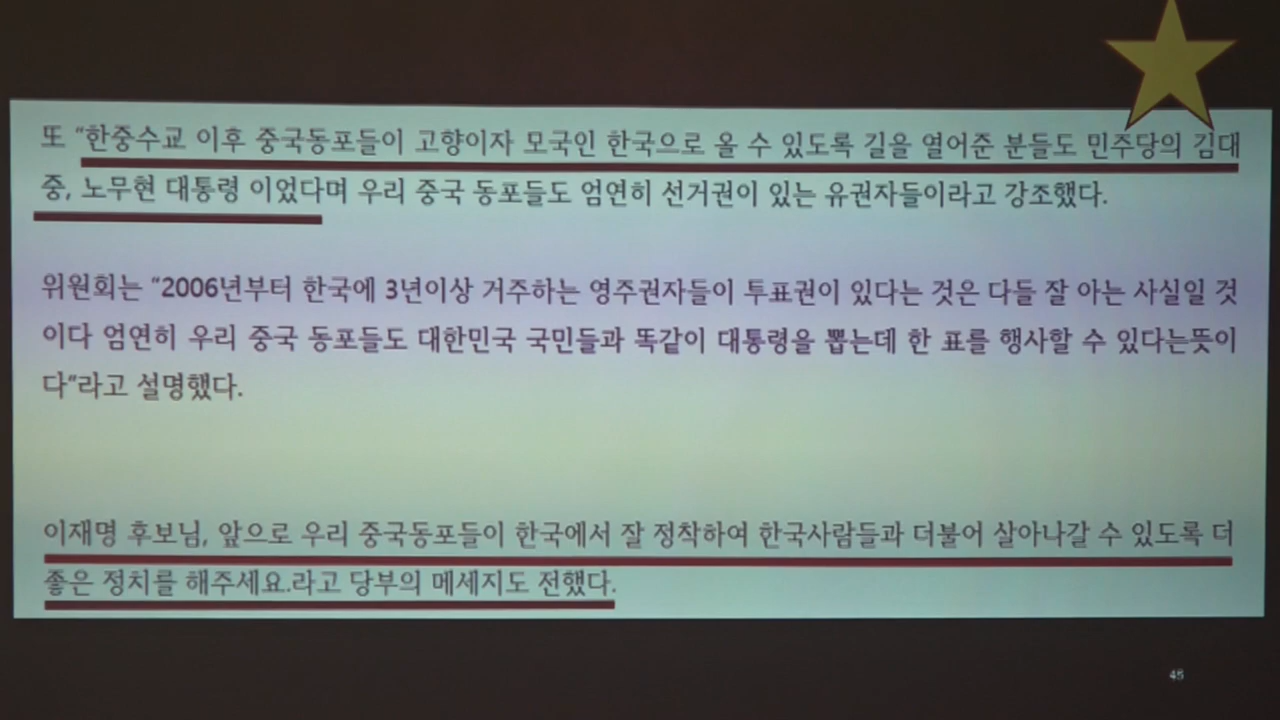 또 “한중수교 이후 중국동포들이 고향이자 모국인 한국으로 올 수 있도록 길을 열어준 분들도 민주당의 김대
중, 노무현 대통령 이었다며 우리 중국 동포들도 엄연히 선거권이 있는 유권자들이라고 강조했다.
위원회는 “2006년부터 한국에 3년이상 거주하는 영주권자들이 투표권이 있다는 것은 다들 잘 아는 사실일 것
이다 엄연히 우리 중국 동포들도 대한민국 국민들과 똑같이 대통령을 뽑는데 한 표를 행사할 수 있다는뜻이
다”라고 설명했다.
이재명 후보님, 앞으로 우리 중국동포들이 한국에서 잘 정착하여 한국사람들과 더불어 살아나갈 수 있도록 더
좋은 정치를 해주세요.라고 당부의 메세지도 전했다.
45